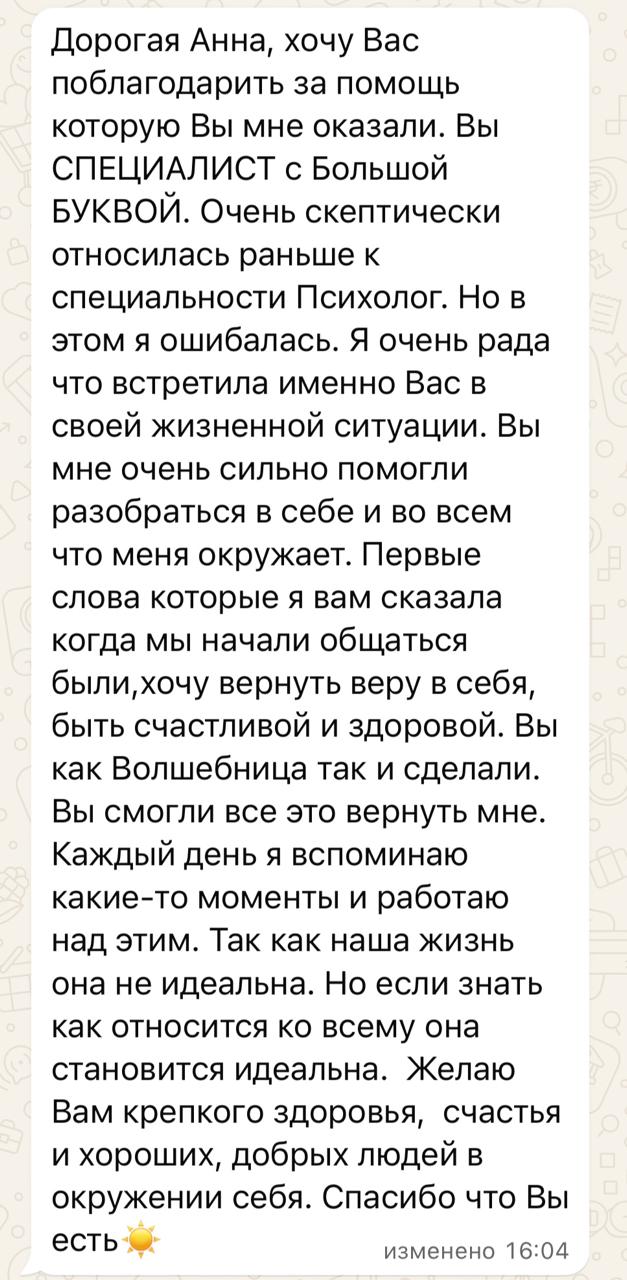 Дорогая Анна, хочу Вас
поблагодарить за помощь
которую Вы мне оказали. Вы
СПЕЦИАЛИСТ с Большой
БУКВОЙ. Очень скептически
относилась раньше к
специальности Психолог. Но в
этом я ошибалась. Я очень рада
что встретила именно Вас в
своей жизненной ситуации. Вы
мне очень сильно помогли
разобраться в себе и во всем
что меня окружает. Первые
слова которые я вам сказала
когда мы начали общаться
были,хочу вернуть веру в себя,
быть счастливой и здоровой. Вы
как Волшебница так и сделали.
Вы смогли все это вернуть мне.
Каждый день я вспоминаю
какие-то моменты и работаю
над этим. Так как наша жизнь
она не идеальна. Но если знать
как относится ко всему она
становится идеальна.  Желаю
Вам крепкого здоровья,  счастья
и хороших, добрых людей в
окружении себя. Спасибо что Вы
есть☀️
изменено 16:04